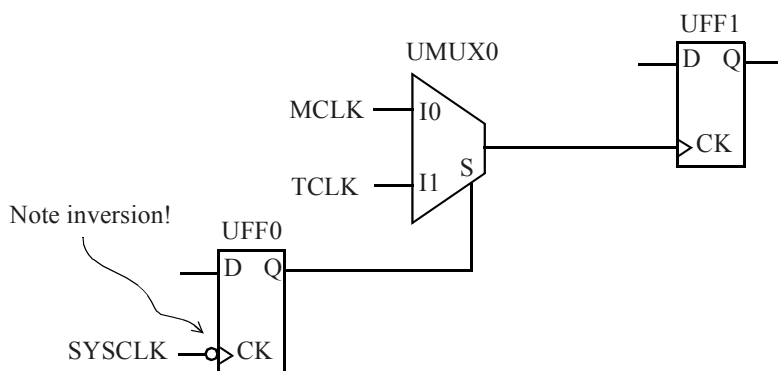 UFF1
D Q
CK
UMUX0
MCLK
I0
TCLK
I1
S
Note inversion!
UFF0
D Q
SYSCLK
CK